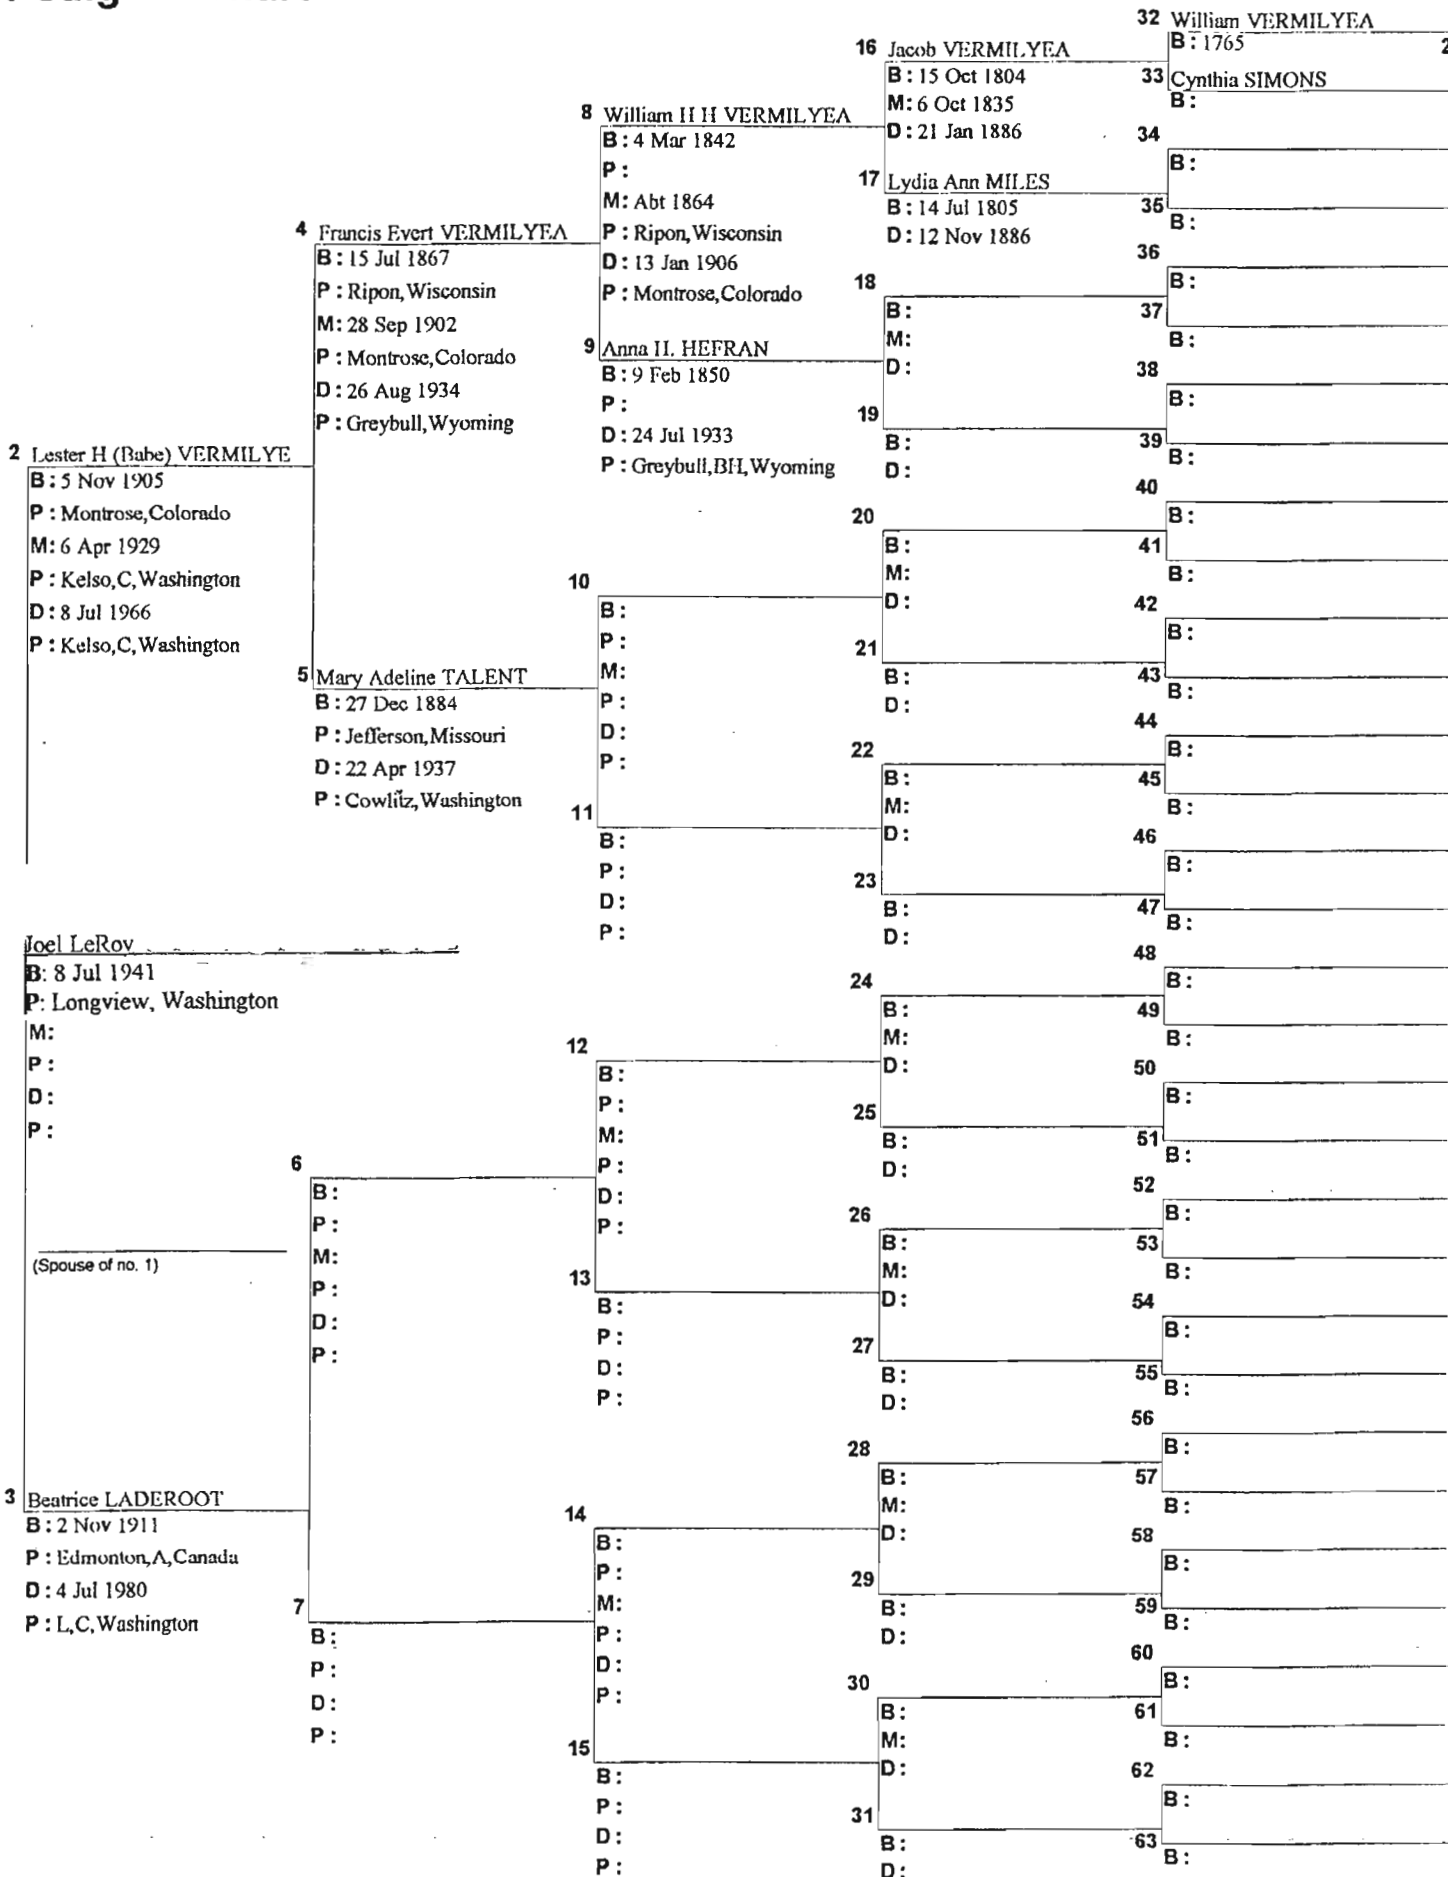 32 William VERMILYEA
B: 1765
2
33 Cynthia SIMONS
B:
16 Jacob VERMILYEA
B: 15 Oct 1804
M: 6 Oct 1835
D: 21 Jan 1886
34
B:
17 Lydia Ann MILES
B: 14 Jul 1805
D: 12 Nov 1886
35
B:
8 William H H VERMILYEA
B: 4 Mar 1842
P:
M: Abt 1864
P: Ripon,Wisconsin
D: 13 Jan 1906
P: Montrose,Colorado
36
B:
18
B:
M:
D:
37
B:
4 Francis Evert VERMILYEA
B: 15 Jul 1867
P: Ripon,Wisconsin
M: 28 Sep 1902
P: Montrose,Colorado
D: 26 Aug 1934
P: Greybull,Wyoming
9 Anna H. HEFRAN
B: 9 Feb 1850
P:
D: 24 Jul 1933
P: Greybull,BH,Wyoming
38
B:
19
B:
D:
39
B:
2 Lester H (Babe) VERMILYE
B: 5 Nov 1905
P: Montrose,Colorado
M: 6 Apr 1929
P: Kelso,C,Washington
D: 8 Jul 1966
P: Kelso,C,Washington
40
B:
20
B:
M:
D:
41
B:
10
B:
P:
M:
P:
D:
P:
42
B:
21
B:
D:
43
B:
5 Mary Adeline TALENT
B: 27 Dec 1884
P: Jefferson,Missouri
D: 22 Apr 1937
P: Cowlitz,Washington
44
B:
22
B:
M:
D:
45
B:
11
B:
P:
D:
P:
46
B:
23
B:
D:
47
B:
Joel LeRoy
B: 8 Jul 1941
P: Longview, Washington
M:
P:
D:
P:
48
B:
24
B:
M:
D:
49
B:
12
B:
P:
M:
P:
D:
P:
50
B:
25
B:
D:
51
B:
6
B:
P:
M:
P:
D:
P:
52
B:
26
B:
M:
D:
53
B:
(Spouse of no. 1)
13
B:
P:
D:
P:
54
B:
27
B:
D:
55
B:
56
B:
28
B:
M:
D:
57
B:
3 Beatrice LADEROOT
B: 2 Nov 1911
P: Edmonton,A,Canada
D: 4 Jul 1980
P: L,C,Washington
14
B:
P:
M:
P:
D:
P:
58
B:
29
B:
D:
59
B:
7
B:
P:
D:
P:
60
B:
30
B:
M:
D:
61
B:
15
B:
P:
D:
P:
62
B:
31
B:
D:
63
B: